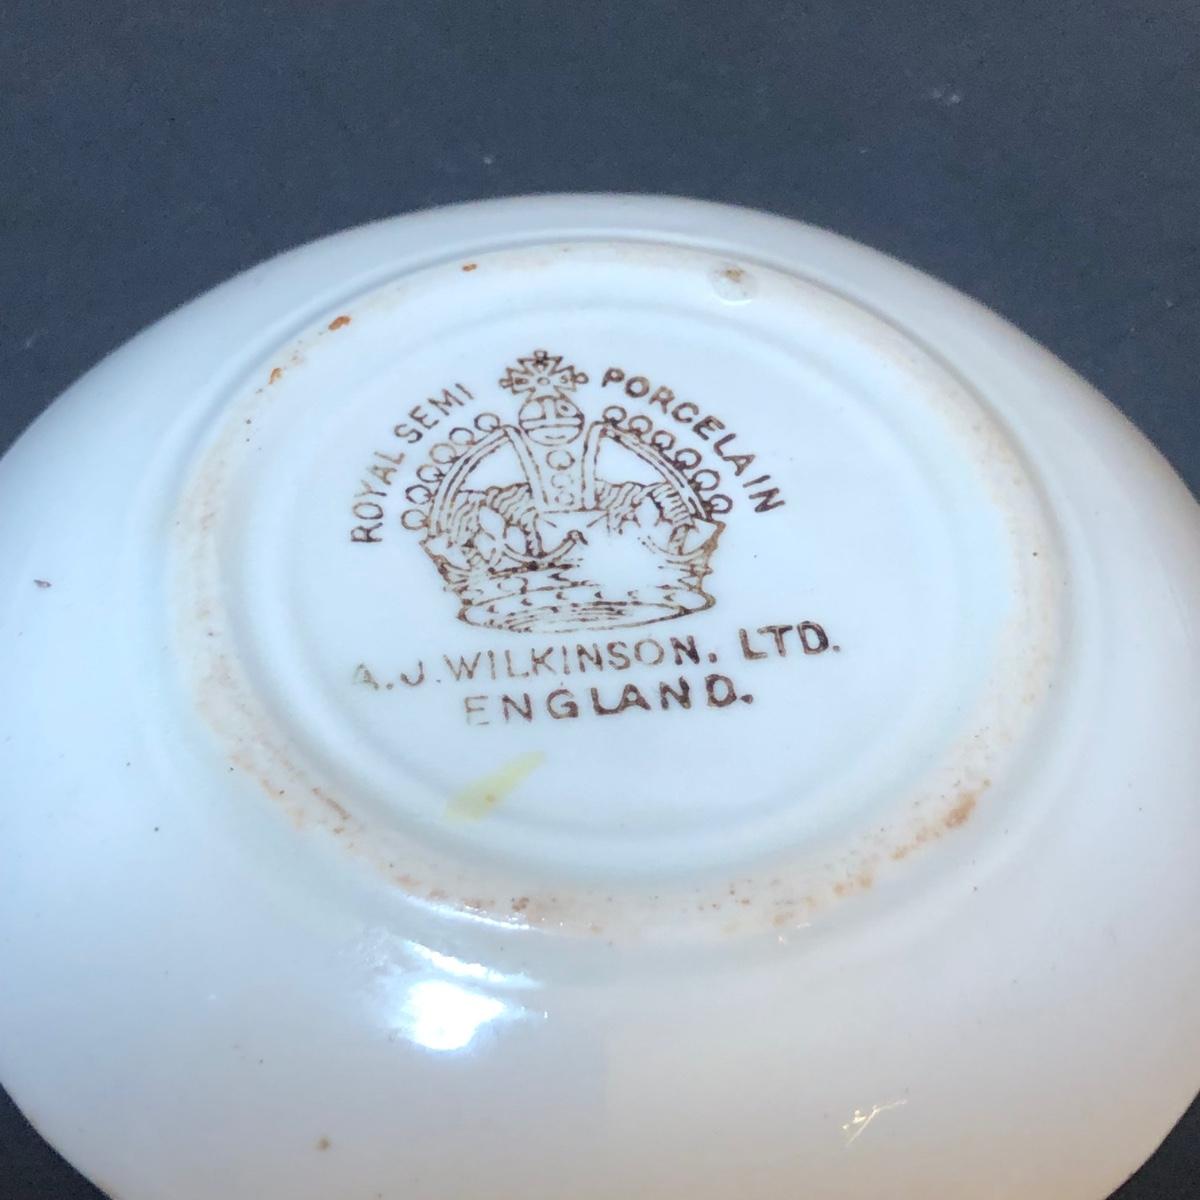 ROYAL SEMI PORCELAIN
A.J. WILKINSON. LTD.
ENGLAND.